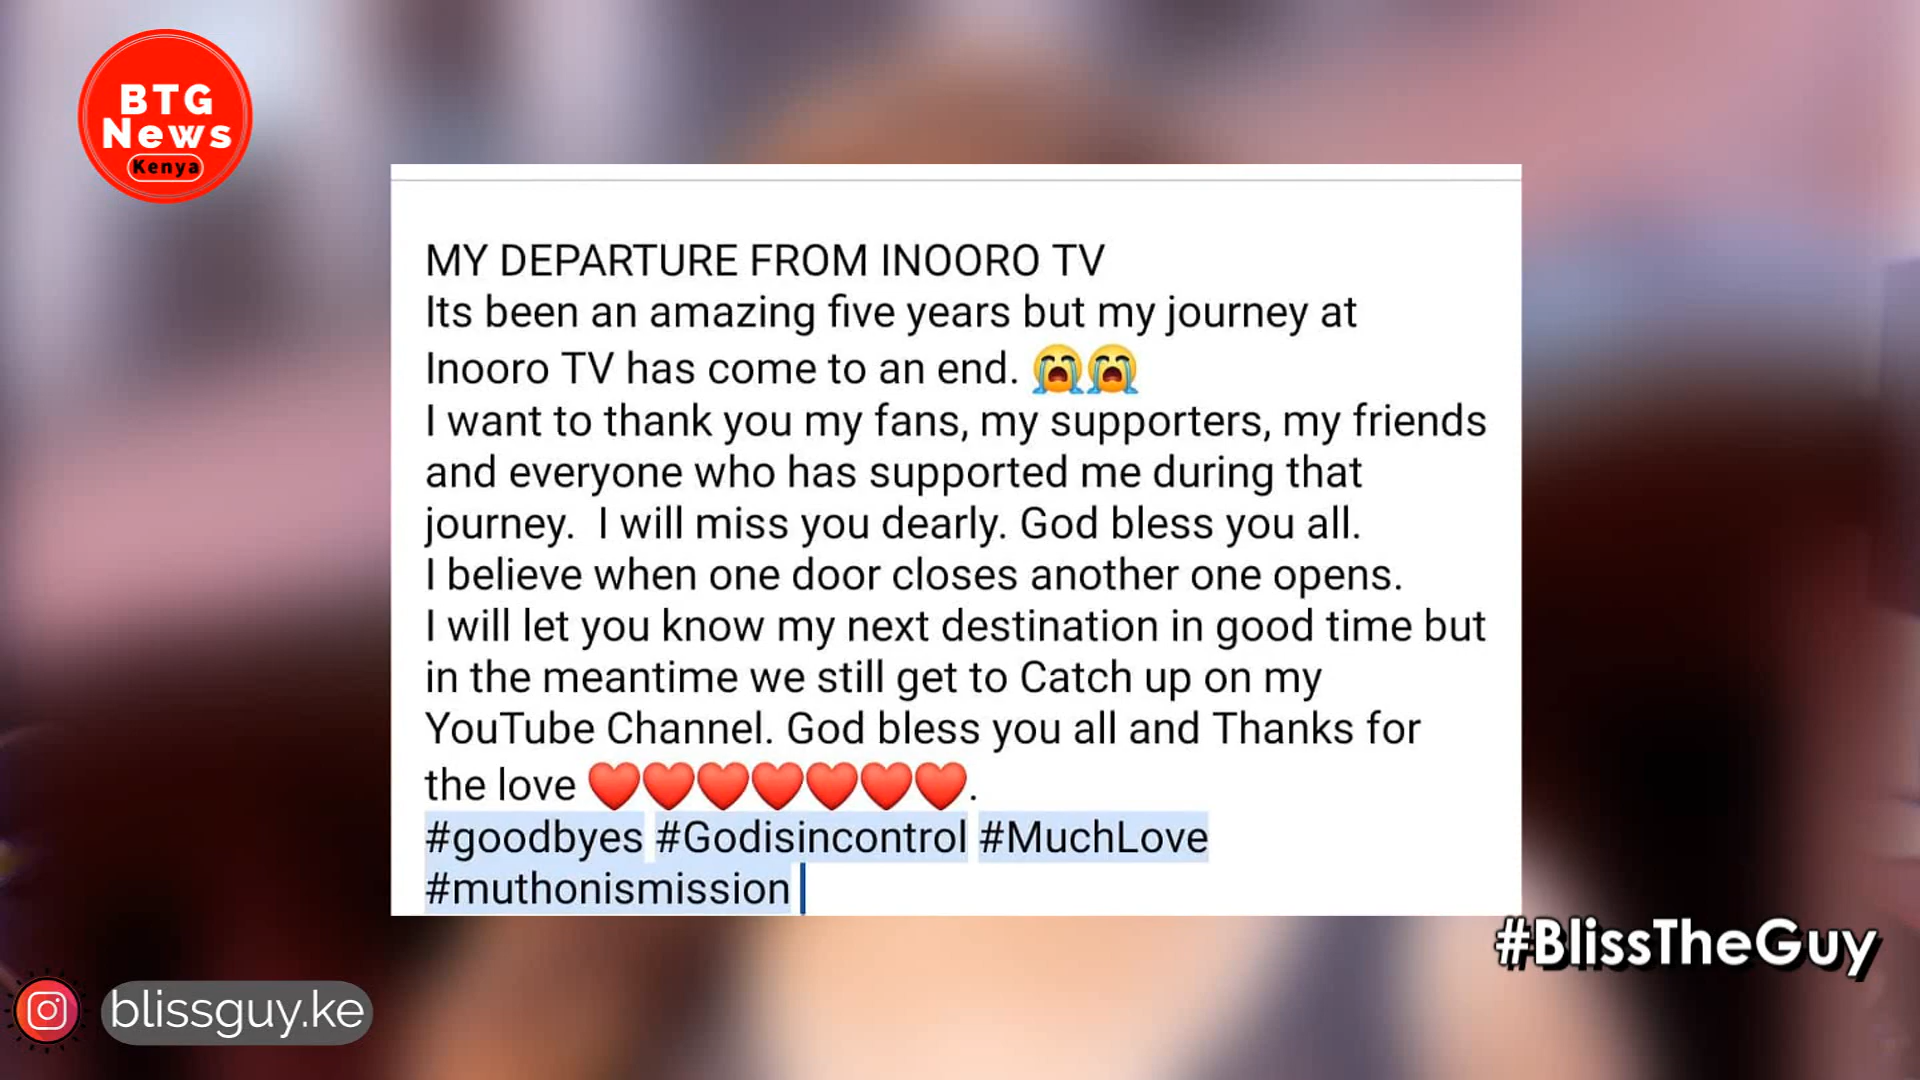 BTG
News
Kenya
MY DEPARTURE FROM INOORO TV
Its been an amazing five years but my journey at
Inooro TV has come to an end. 😭😭
I want to thank you my fans, my supporters, my friends
and everyone who has supported me during that
journey.  I will miss you dearly. God bless you all.
I believe when one door closes another one opens.
I will let you know my next destination in good time but
in the meantime we still get to Catch up on my
YouTube Channel. God bless you all and Thanks for
the love ❤️❤️❤️❤️❤️❤️❤️.
#goodbyes #Godisincontrol #MuchLove
#muthonismission
#BlissTheGuy
blissguy.ke